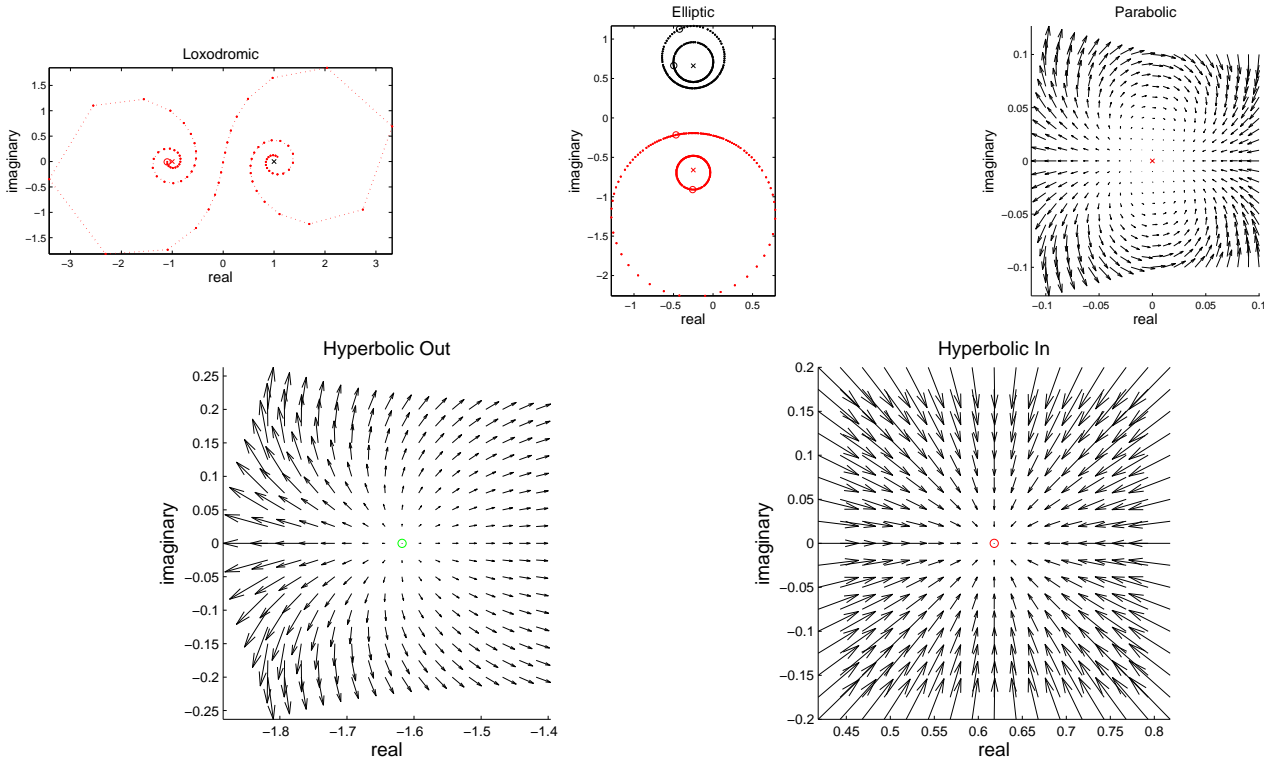 Loxodromic
imaginary
1.5
1
0.5
0
−0.5
−1
−1.5
−3 −2 −1 0 1 2 3
real
Elliptic
imaginary
1
0.5
0
−0.5
−1
−1.5
−2
−1 −0.5 0 0.5
real
Parabolic
imaginary
0.1
0.05
0
−0.05
−0.1
−0.1 −0.05 0 0.05 0.1
real
Hyperbolic Out
imaginary
0.25
0.2
0.15
0.1
0.05
0
−0.05
−0.1
−0.15
−0.2
−0.25
−1.8 −1.7 −1.6 −1.5 −1.4
real
Hyperbolic In
imaginary
0.2
0.15
0.1
0.05
0
−0.05
−0.1
−0.15
−0.2
0.45 0.5 0.55 0.6 0.65 0.7 0.75 0.8
real